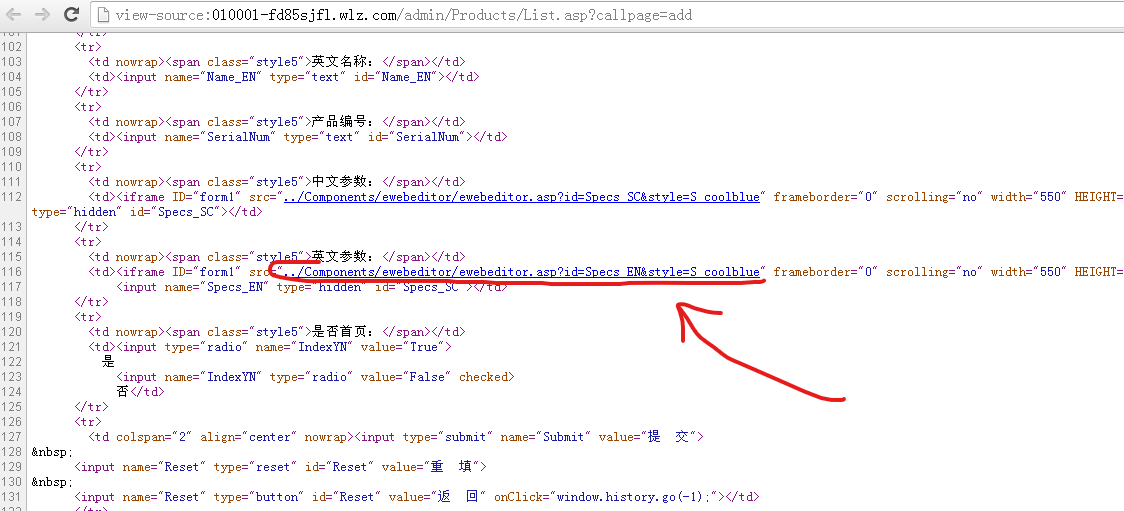 view-source:010001-fd85sjfl.wlz.com/admin/Products/List.asp?callpage=add
102 <tr>
103 <td nowrap><span class="style5">英文名称：</span></td>
104 <td><input name="Name_EN" type="text" id="Name_EN"></td>
105 </tr>
106 <tr>
107 <td nowrap><span class="style5">产品编号：</span></td>
108 <td><input name="SerialNum" type="text" id="SerialNum"></td>
109 </tr>
110 <tr>
111 <td nowrap><span class="style5">中文参数：</span></td>
112 <td><iframe ID="form1" src="../Components/ewebeditor/ewebeditor.asp?id=Specs_SC&style=S_coolblue" frameborder="0" scrolling="no" width="550" HEIGHT=
type="hidden" id="Specs_SC"></td>
113 </tr>
114 <tr>
115 <td nowrap><span class="style5">英文参数：</span></td>
116 <td><iframe ID="form1" src="../Components/ewebeditor/ewebeditor.asp?id=Specs_EN&style=S_coolblue" frameborder="0" scrolling="no" width="550" HEIGHT=
117 <input name="Specs_EN" type="hidden" id="Specs_SC"></td>
118 </tr>
119 <tr>
120 <td nowrap><span class="style5">是否首页：</span></td>
121 <td><input type="radio" name="IndexYN" value="True">
122 是
123 <input name="IndexYN" type="radio" value="False" checked>
124 否</td>
125 </tr>
126 <tr>
127 <td colspan="2" align="center" nowrap><input type="submit" name="Submit" value="提　交">
128 &nbsp;
129 <input name="Reset" type="reset" id="Reset" value="重　填">
130 &nbsp;
131 <input name="Reset" type="button" id="Reset" value="返　回" onClick="window.history.go(-1);"></td>